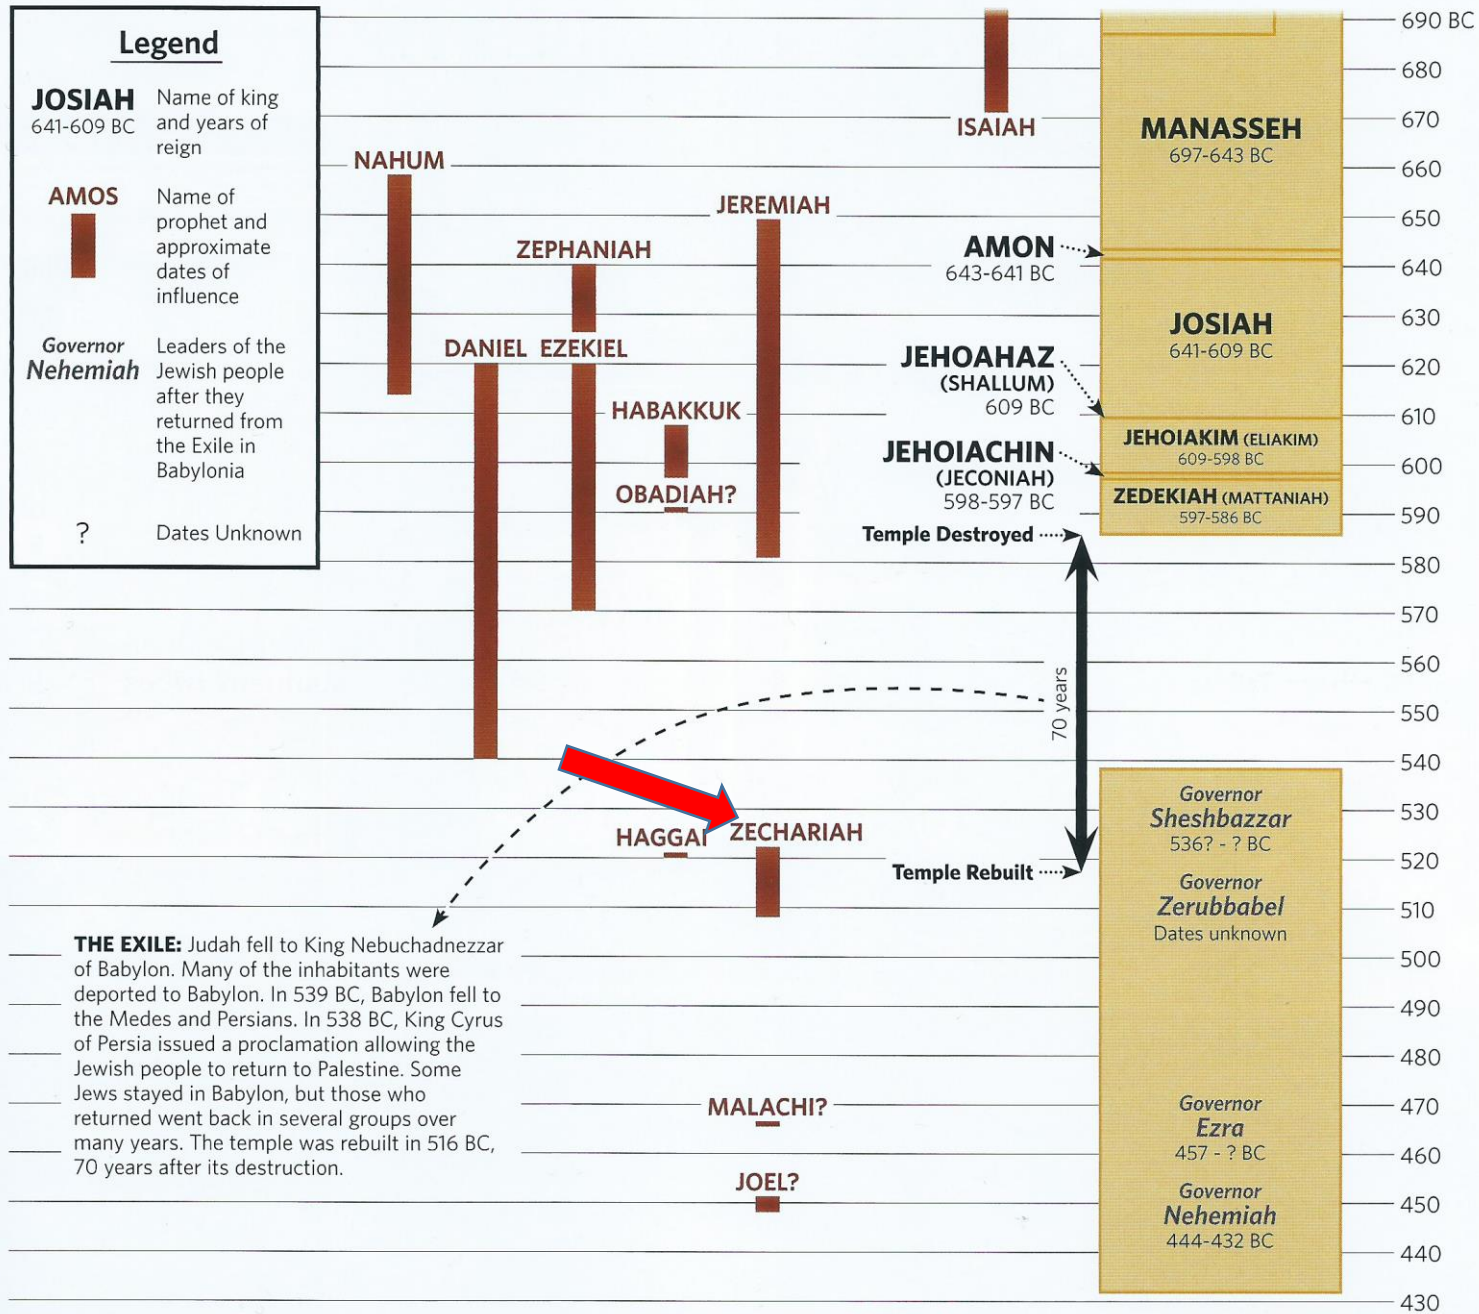 Legend
JOSIAH
641-609 BC
Name of king
and years of
reign
AMOS
Name of
prophet and
approximate
dates of
influence
Governor
Nehemiah
Leaders of the
Jewish people
after they
returned from
the Exile in
Babylonia
?
Dates Unknown
NAHUM
ZEPHANIAH
DANIEL
EZEKIEL
HABAKKUK
OBADIAH?
JEREMIAH
ISAIAH
AMON
643-641 BC
JEHOAHAZ
(SHALLUM)
609 BC
JEHOIACHIN
(JECONIAH)
598-597 BC
Temple Destroyed
MANASSEH
697-643 BC
JOSIAH
641-609 BC
JEHOIAKIM (ELIAKIM)
609-598 BC
ZEDEKIAH (MATTANIAH)
597-586 BC
70 years
HAGGAI
ZECHARIAH
Temple Rebuilt
Governor
Sheshbazzar
536? - ? BC
Governor
Zerubbabel
Dates unknown
THE EXILE: Judah fell to King Nebuchadnezzar
of Babylon. Many of the inhabitants were
deported to Babylon. In 539 BC, Babylon fell to
the Medes and Persians. In 538 BC, King Cyrus
of Persia issued a proclamation allowing the
Jewish people to return to Palestine. Some
Jews stayed in Babylon, but those who
returned went back in several groups over
many years. The temple was rebuilt in 516 BC,
70 years after its destruction.
MALACHI?
JOEL?
Governor
Ezra
457 - ? BC
Governor
Nehemiah
444-432 BC
690 BC
680
670
660
650
640
630
620
610
600
590
580
570
560
550
540
530
520
510
500
490
480
470
460
450
440
430